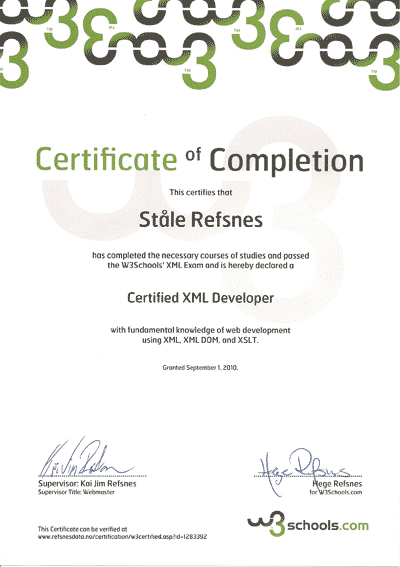 Certificate of Completion
This certifies that
Ståle Refsnes
has completed the necessary courses of studies and passed
the W3Schools' XML Exam and is hereby declared a
Certified XML Developer
with fundamental knowledge of web development
using XML, XML DOM, and XSLT.
Granted September 1, 2010.
Supervisor: Kai Jim Refsnes
Supervisor Title: Webmaster
Hege Refsnes
Hege Refsnes
for W3Schools.com
This Certificate can be verified at
www.refsnesdata.no/certification/w3certified.asp?id=1283392
w3schools.com